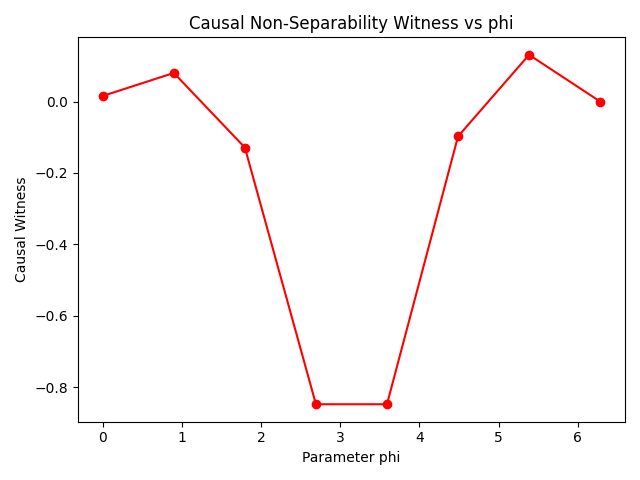 Causal Non-Separability Witness vs phi
0.0
−0.2
−0.4
−0.6
−0.8
Causal Witness
0 1 2 3 4 5 6
Parameter phi